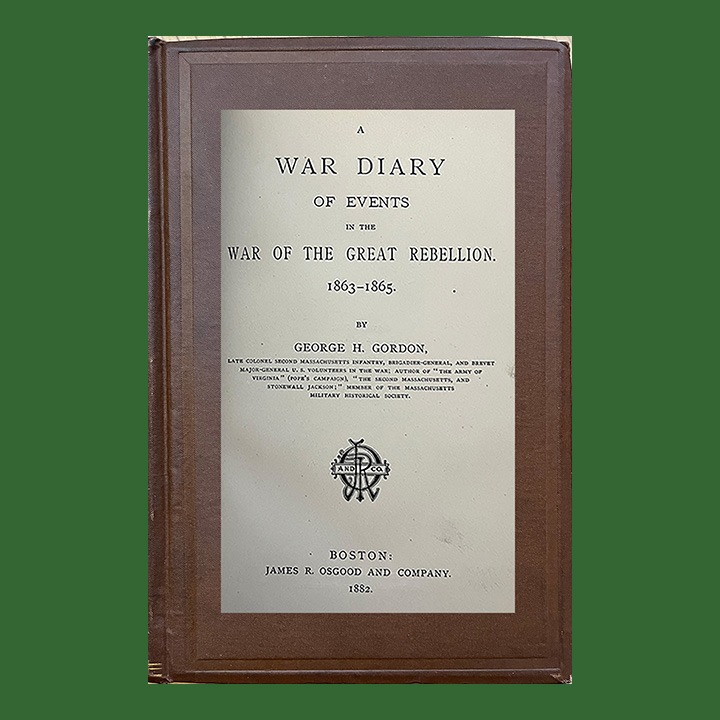 A
WAR DIARY
OF EVENTS
IN THE
WAR OF THE GREAT REBELLION.
1863-1865.
BY
GEORGE H. GORDON,
LATE COLONEL SECOND MASSACHUSETTS INFANTRY, BRIGADIER-GENERAL, AND BREVET
MAJOR-GENERAL U. S. VOLUNTEERS IN THE WAR; AUTHOR OF "THE ARMY OF
VIRGINIA" (POPE'S CAMPAIGN), "THE SECOND MASSACHUSETTS, AND
STONEWALL JACKSON;" MEMBER OF THE MASSACHUSETTS
MILITARY HISTORICAL SOCIETY.
AND CO.
BOSTON:
JAMES R. OSGOOD AND COMPANY.
1882.